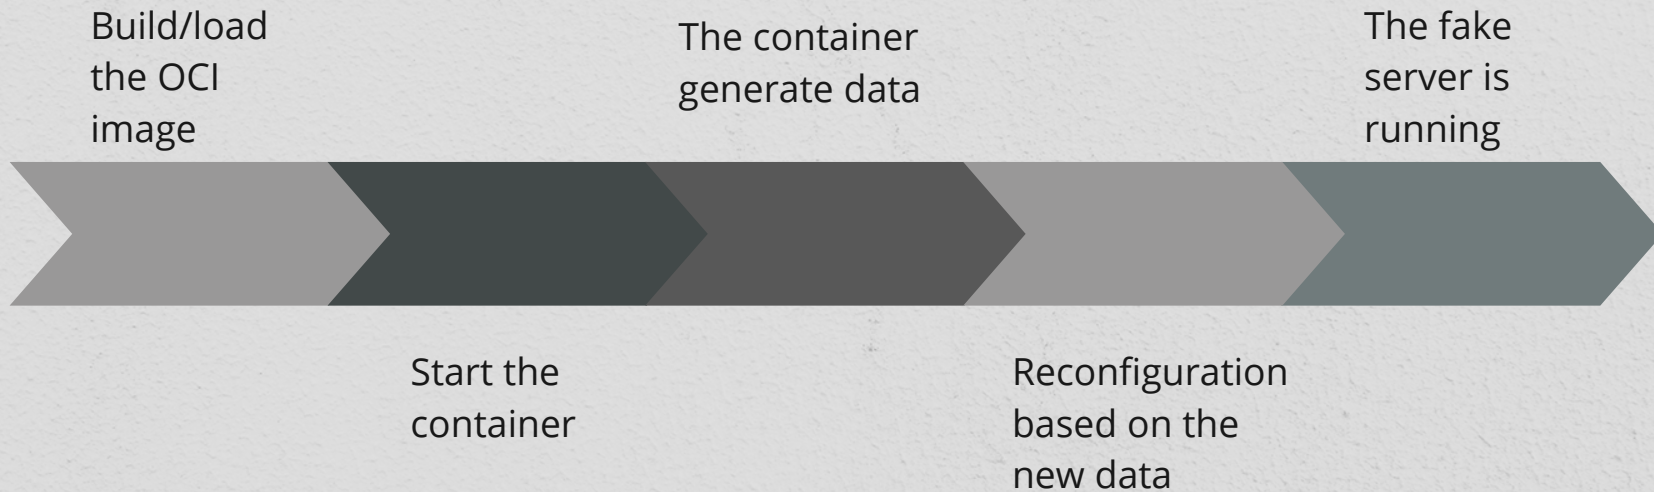 Build/load
the OCI
image
Start the
container
The container
generate data
Reconfiguration
based on the
new data
The fake
server is
running